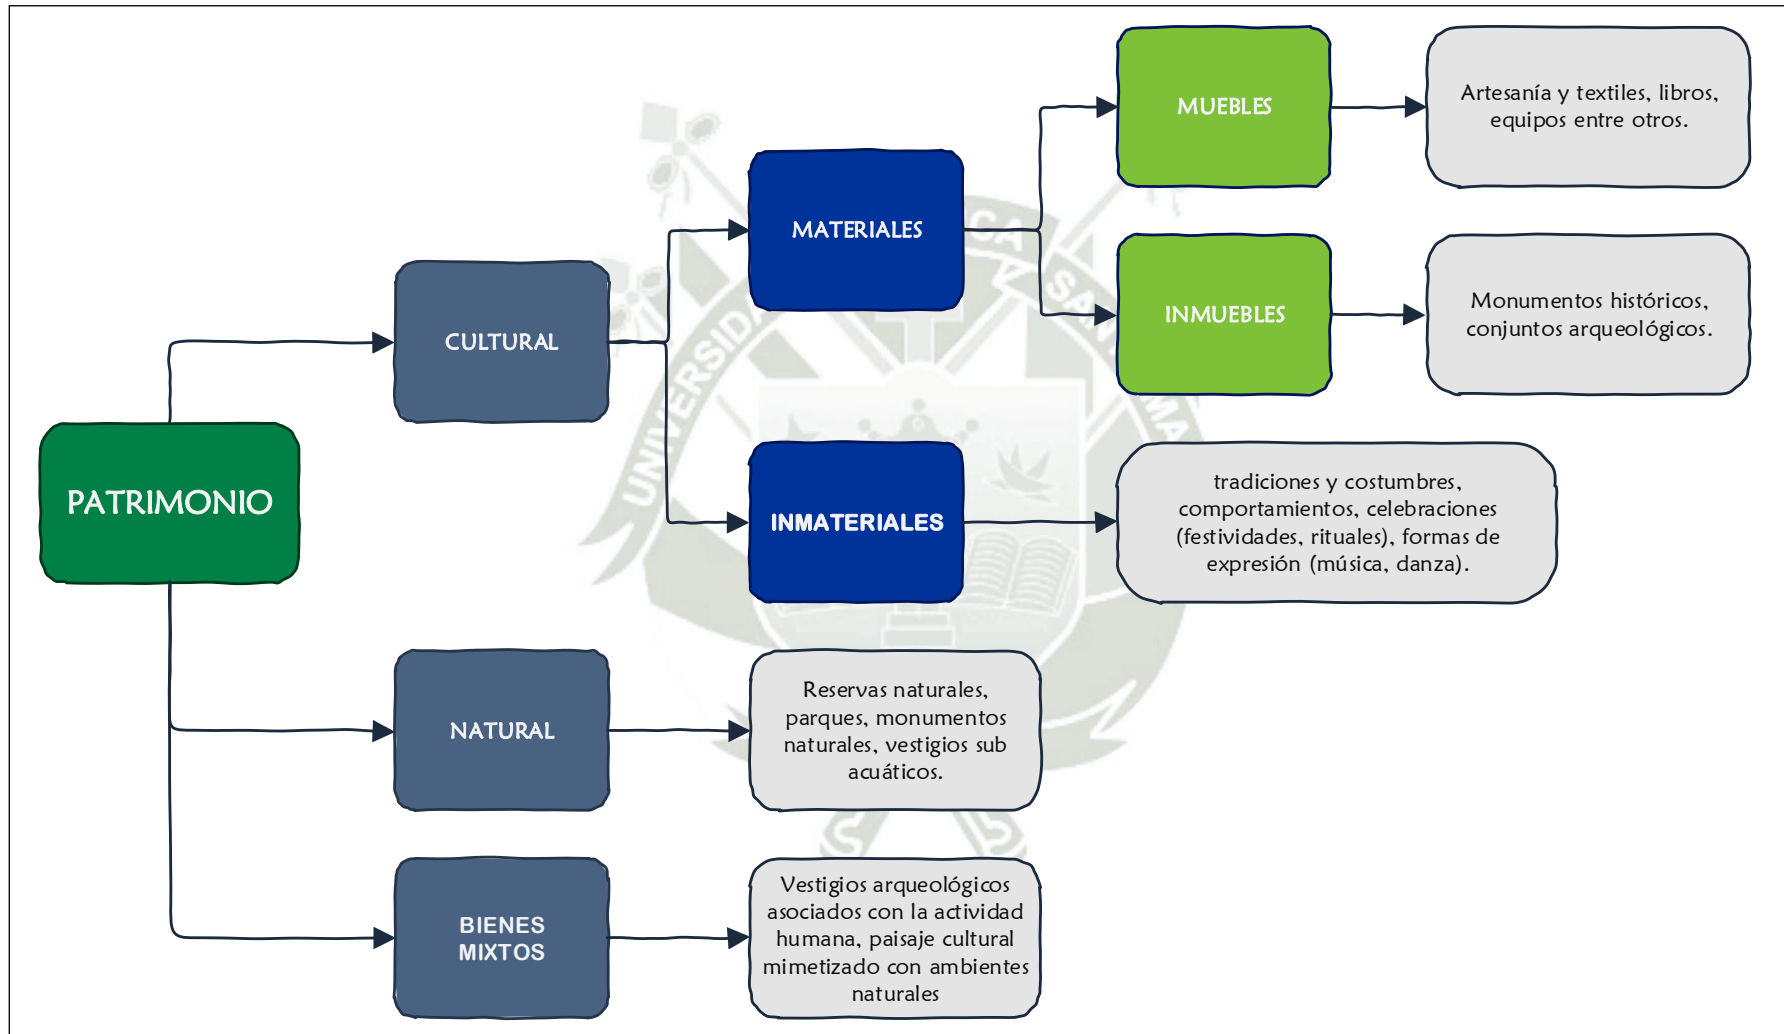 PATRIMONIO
CULTURAL
MATERIALES
MUEBLES
Artesanía y textiles, libros,
equipos entre otros.
INMUEBLES
Monumentos históricos,
conjuntos arqueológicos.
INMATERIALES
tradiciones y costumbres,
comportamientos, celebraciones
(festividades, rituales), formas de
expresión (música, danza).
NATURAL
Reservas naturales,
parques, monumentos
naturales, vestigios sub
acuáticos.
BIENES
MIXTOS
Vestigios arqueológicos
asociados con la actividad
humana, paisaje cultural
mimetizado con ambientes
naturales